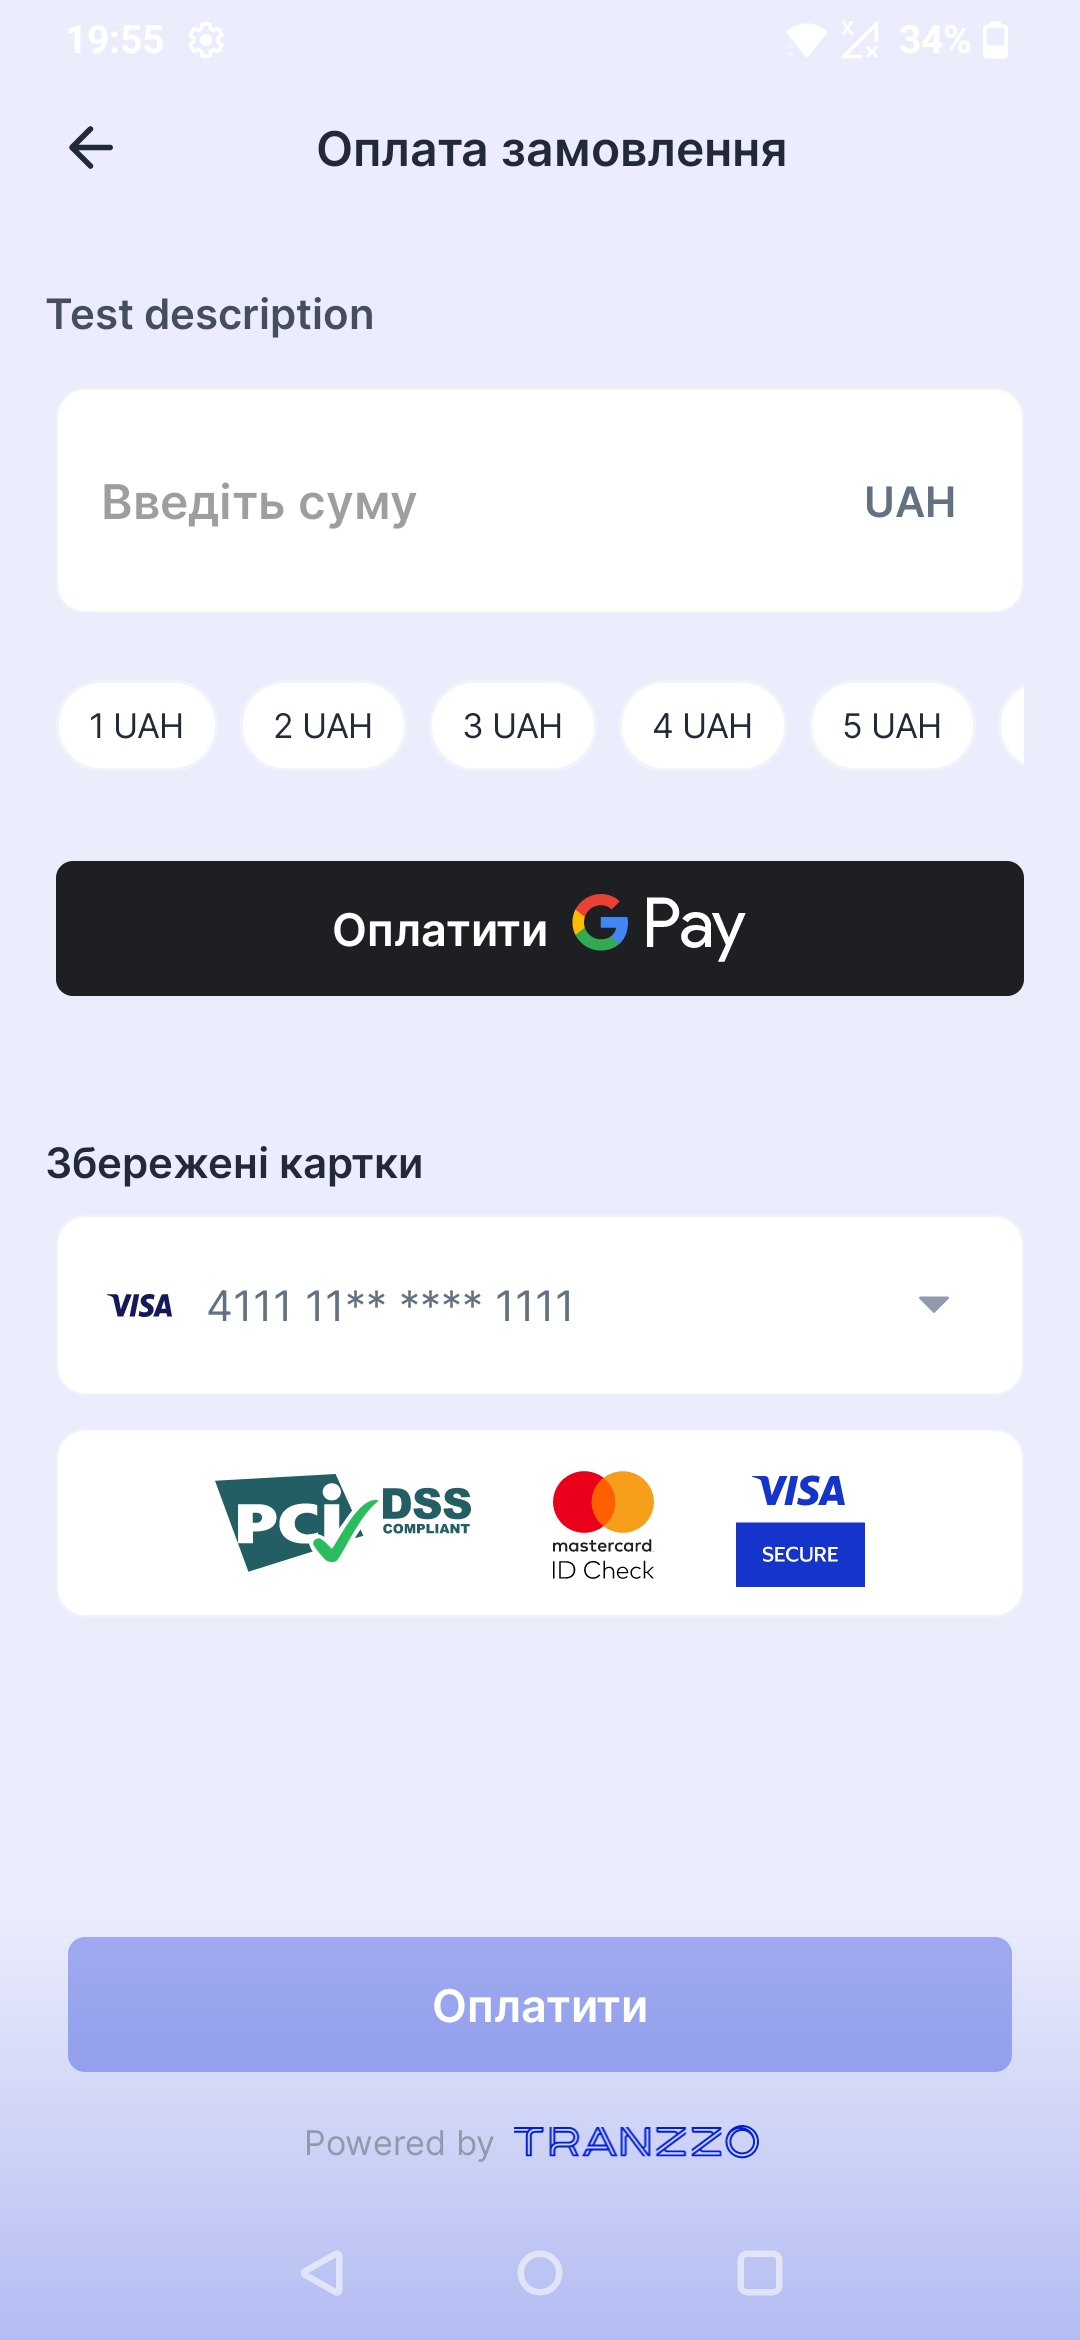 19:55 34%
Оплата замовлення
Test description
Введіть суму UAH
1 UAH 2 UAH 3 UAH 4 UAH 5 UAH
Оплатити G Pay
Збережені картки
VISA 4111 11** **** 1111
PCi DSS COMPLIANT
mastercard
ID Check
VISA
SECURE
Оплатити
Powered by TRANZZO